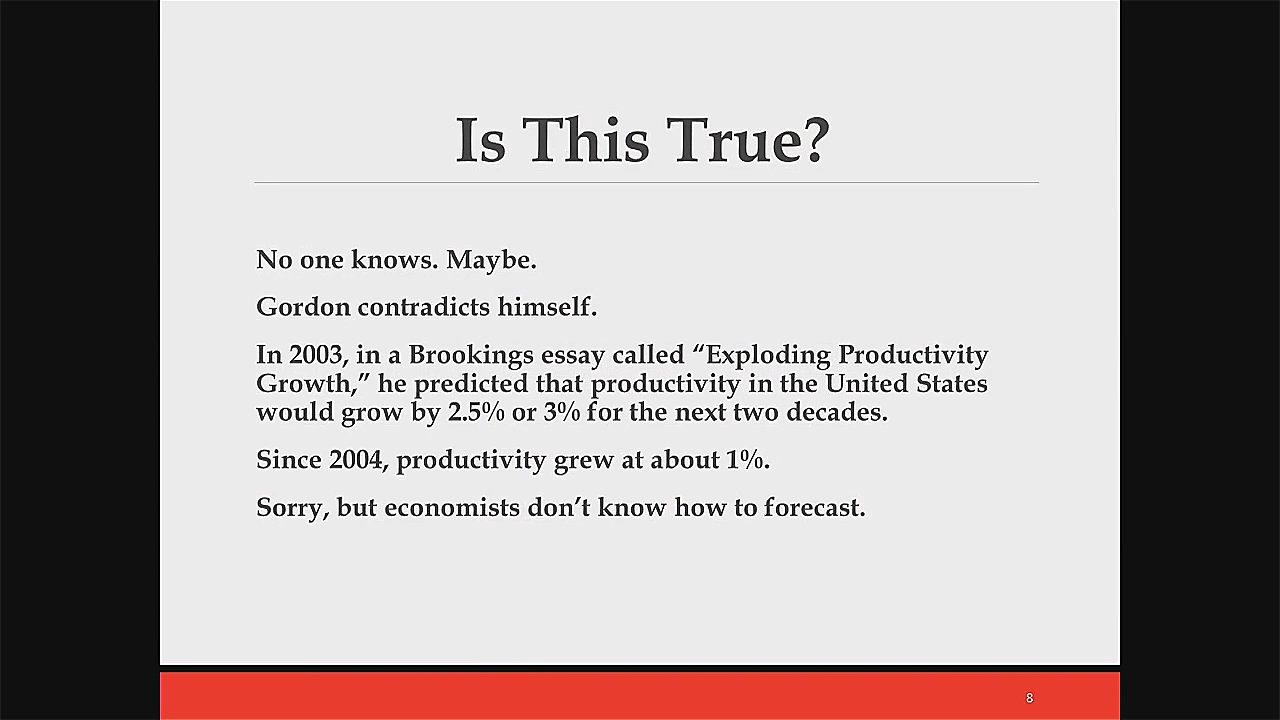 Is This True?
No one knows. Maybe.
Gordon contradicts himself.
In 2003, in a Brookings essay called “Exploding Productivity
Growth,” he predicted that productivity in the United States
would grow by 2.5% or 3% for the next two decades.
Since 2004, productivity grew at about 1%.
Sorry, but economists don’t know how to forecast.
8